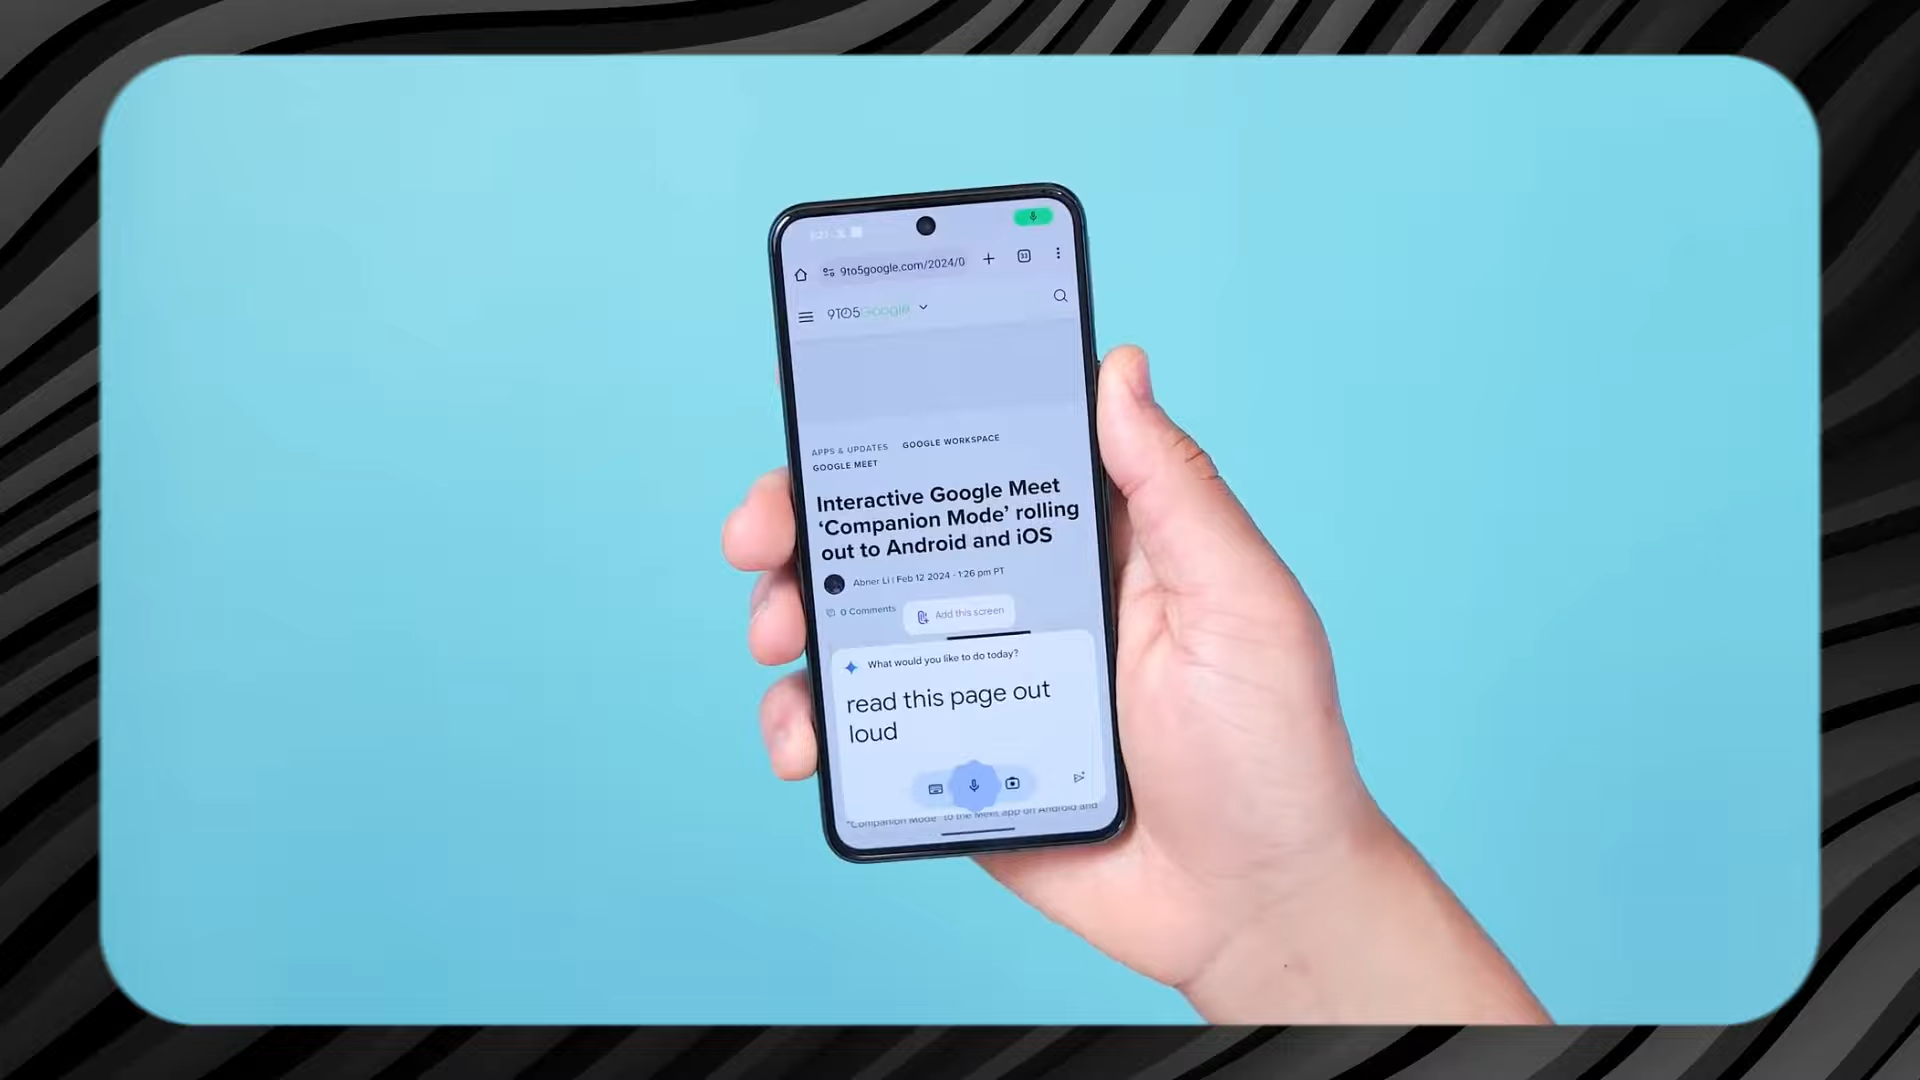 9to5google.com/2024/0
33
9TO5Google
APPS & UPDATES GOOGLE WORKSPACE
GOOGLE MEET
Interactive Google Meet
‘Companion Mode’ rolling
out to Android and iOS
Abner Li | Feb 12 2024 - 1:26 pm PT
0 Comments
Add this screen
What would you like to do today?
read this page out
loud
"Companion Mode" to the Meet app on Android and